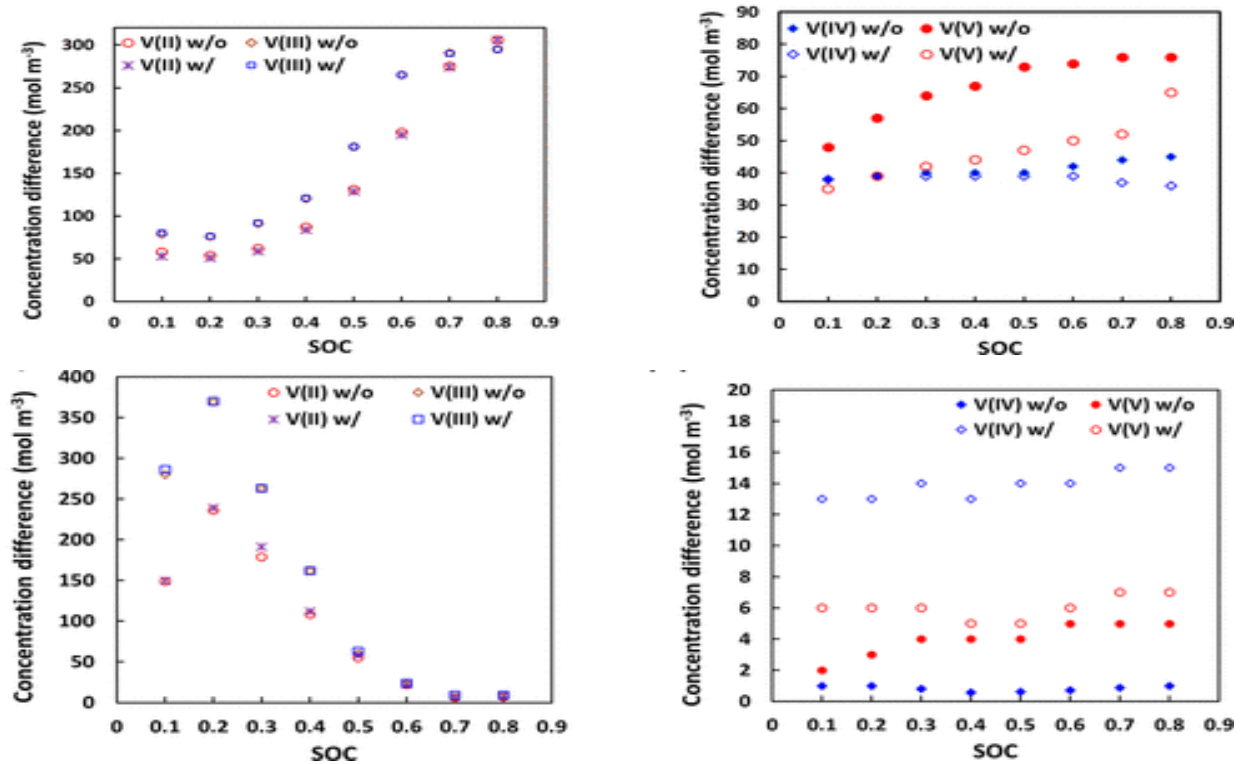 Concentration difference (mol m-3)
300
250
200
150
100
50
0
V(II) w/o V(III) w/o
V(II) w/ V(III) w/
0 0.1 0.2 0.3 0.4 0.5 0.6 0.7 0.8 0.9
SOC
Concentration difference (mol m-3)
90
80
70
60
50
40
30
20
10
0
V(IV) w/o V(V) w/o
V(IV) w/ V(V) w/
0 0.1 0.2 0.3 0.4 0.5 0.6 0.7 0.8 0.9
SOC
Concentration difference (mol m-3)
400
350
300
250
200
150
100
50
0
V(II) w/o V(III) w/o
V(II) w/ V(III) w/
0 0.1 0.2 0.3 0.4 0.5 0.6 0.7 0.8 0.9
SOC
Concentration difference (mol m-3)
20
18
16
14
12
10
8
6
4
2
0
V(IV) w/o V(V) w/o
V(IV) w/ V(V) w/
0 0.1 0.2 0.3 0.4 0.5 0.6 0.7 0.8 0.9
SOC